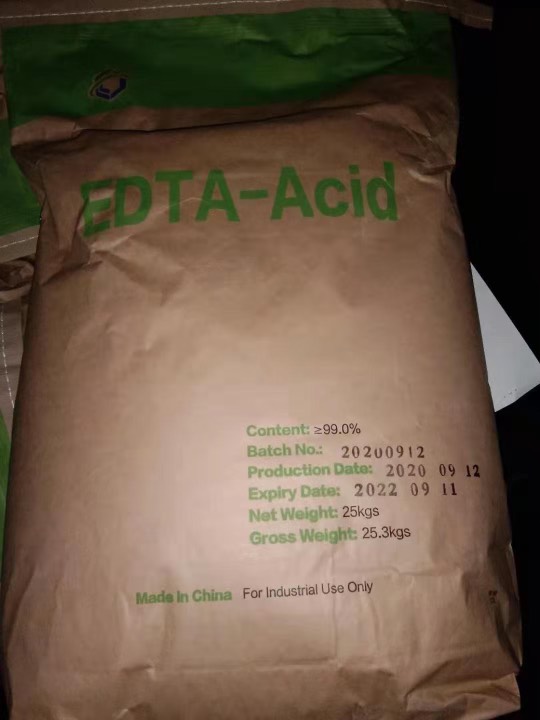 EDTA-Acid
Content: ≥99.0%
Batch No.: 20200912
Production Date: 2020 09 12
Expiry Date: 2022 09 11
Net Weight: 25kgs
Gross Weight: 25.3kgs
Made In China For Industrial Use Only